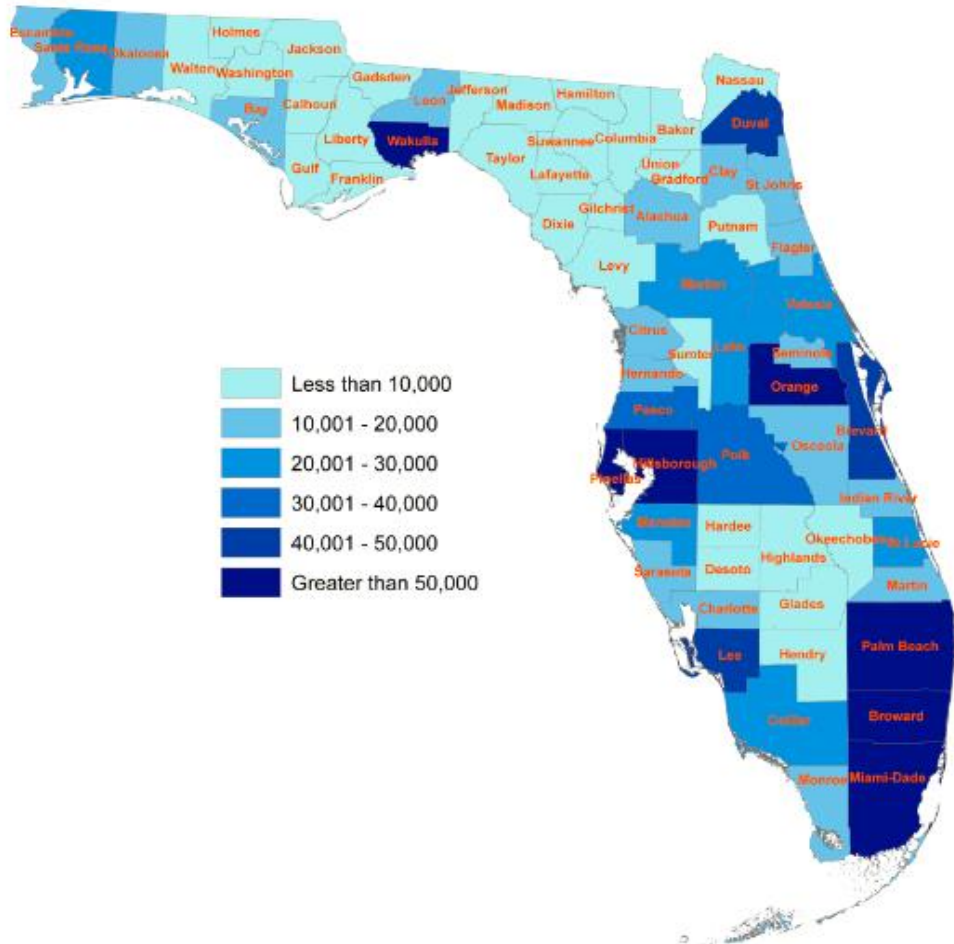 Escambia
Santa Rosa
Okaloosa
Walton
Holmes
Washington
Jackson
Bay
Calhoun
Gulf
Liberty
Gadsden
Franklin
Leon
Wakulla
Jefferson
Madison
Taylor
Hamilton
Suwannee
Lafayette
Dixie
Columbia
Gilchrist
Levy
Baker
Union
Bradford
Alachua
Nassau
Duval
Clay
St Johns
Putnam
Flagler
Marion
Volusia
Citrus
Sumter
Lake
Hernando
Seminole
Orange
Pasco
Brevard
Osceola
Polk
Hillsborough
Pinellas
Indian River
Manatee
Hardee
Okeechobee
St Lucie
Highlands
Sarasota
Desoto
Martin
Charlotte
Glades
Lee
Hendry
Palm Beach
Collier
Broward
Monroe
Miami-Dade
Less than 10,000
10,001 - 20,000
20,001 - 30,000
30,001 - 40,000
40,001 - 50,000
Greater than 50,000